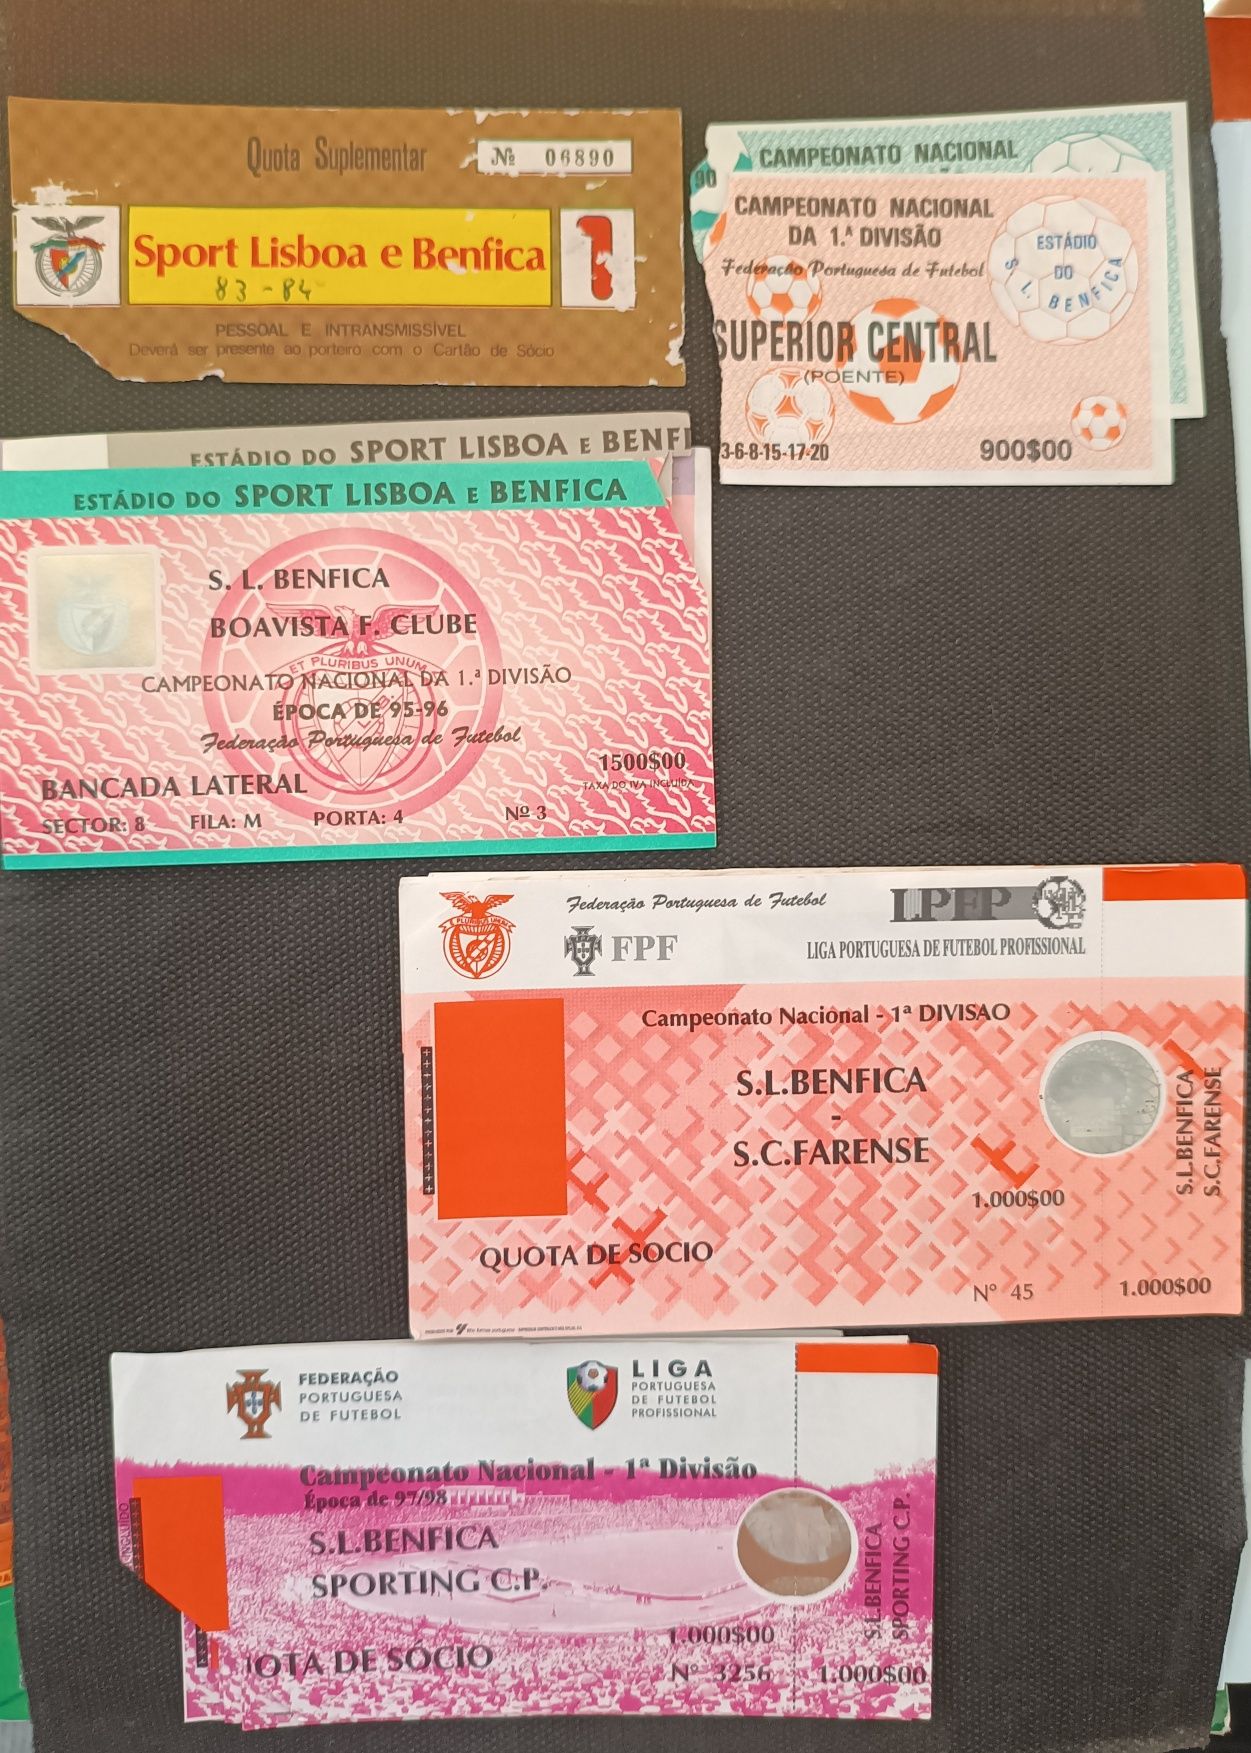 Quota Suplementar
Nº 06890
Sport Lisboa e Benfica
83-84
1
PESSOAL E INTRANSMISSÍVEL
Deverá ser presente ao porteiro com o Cartão de Sócio
CAMPEONATO NACIONAL
90
CAMPEONATO NACIONAL
DA 1.ª DIVISÃO
Federação Portuguesa de Futebol
ESTÁDIO
DO
S. L. BENFICA
SUPERIOR CENTRAL
(POENTE)
3-6-8-15-17-20
900$00
ESTÁDIO DO SPORT LISBOA E BENFI
ESTÁDIO DO SPORT LISBOA E BENFICA
S. L. BENFICA
BOAVISTA F. CLUBE
ET PLURIBUS UNUM
CAMPEONATO NACIONAL DA 1.ª DIVISÃO
ÉPOCA DE 95-96
Federação Portuguesa de Futebol
1500$00
TAXA DO IVA INCLUÍDA
BANCADA LATERAL
SECTOR: 8 FILA: M PORTA: 4 Nº 3
Federação Portuguesa de Futebol
FPF
LPFP
LIGA PORTUGUESA DE FUTEBOL PROFISSIONAL
Campeonato Nacional - 1ª DIVISAO
S.L.BENFICA
-
S.C.FARENSE
1.000$00
QUOTA DE SOCIO
Nº 45
1.000$00
S.L.BENFICA
S.C.FARENSE
FEDERAÇÃO
PORTUGUESA
DE FUTEBOL
LIGA
PORTUGUESA
DE FUTEBOL
PROFISSIONAL
Campeonato Nacional - 1ª Divisão
Época de 97/98
S.L.BENFICA
SPORTING C.P.
1.000$00
OTA DE SÓCIO
Nº 3256
1.000$00
S.L.BENFICA
SPORTING C.P.